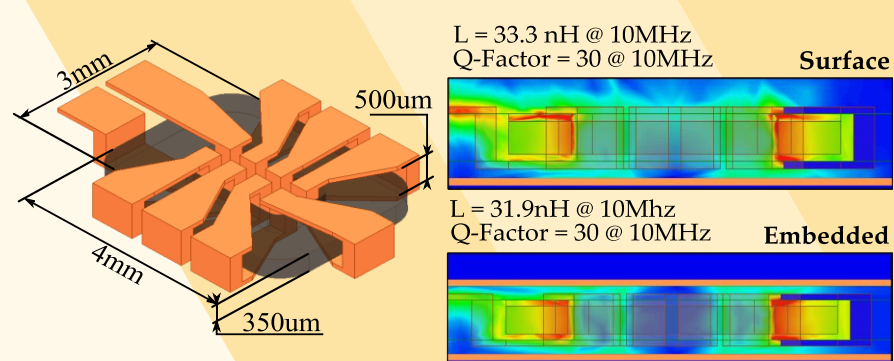 3mm
500um
4mm
350um
L = 33.3 nH @ 10MHz
Q-Factor = 30 @ 10MHz
Surface
L = 31.9nH @ 10Mhz
Q-Factor = 30 @ 10MHz
Embedded